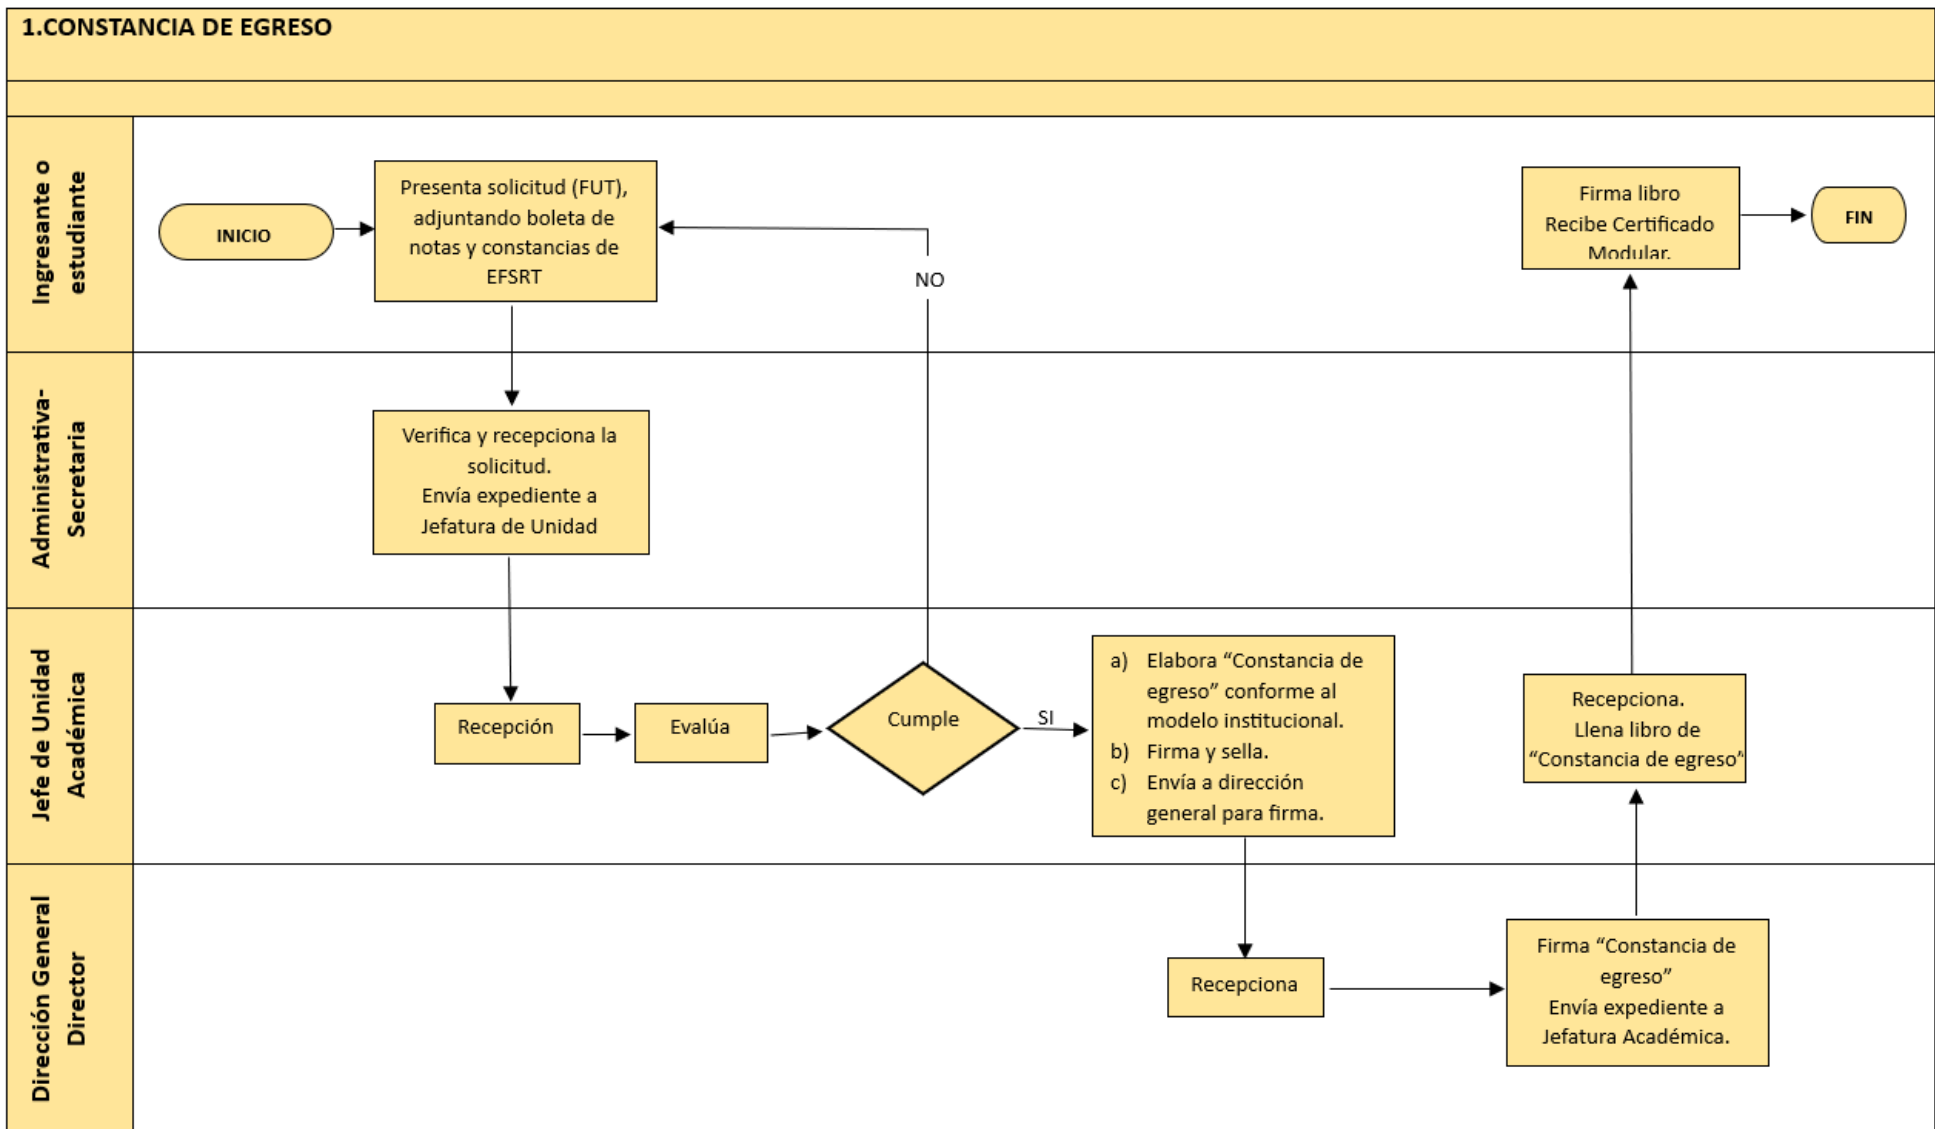 1.CONSTANCIA DE EGRESO
Ingresante o
estudiante
INICIO
Presenta solicitud (FUT),
adjuntando boleta de
notas y constancias de
EFSRT
NO
Firma libro
Recibe Certificado
Modular.
FIN
Administrativa-
Secretaria
Verifica y recepciona la
solicitud.
Envía expediente a
Jefatura de Unidad
Jefe de Unidad
Académica
Recepción
Evalúa
Cumple
SI
a) Elabora “Constancia de
egreso” conforme al
modelo institucional.
b) Firma y sella.
c) Envía a dirección
general para firma.
Recepciona.
Llena libro de
“Constancia de egreso”
Dirección General
Director
Recepciona
Firma “Constancia de
egreso”
Envía expediente a
Jefatura Académica.